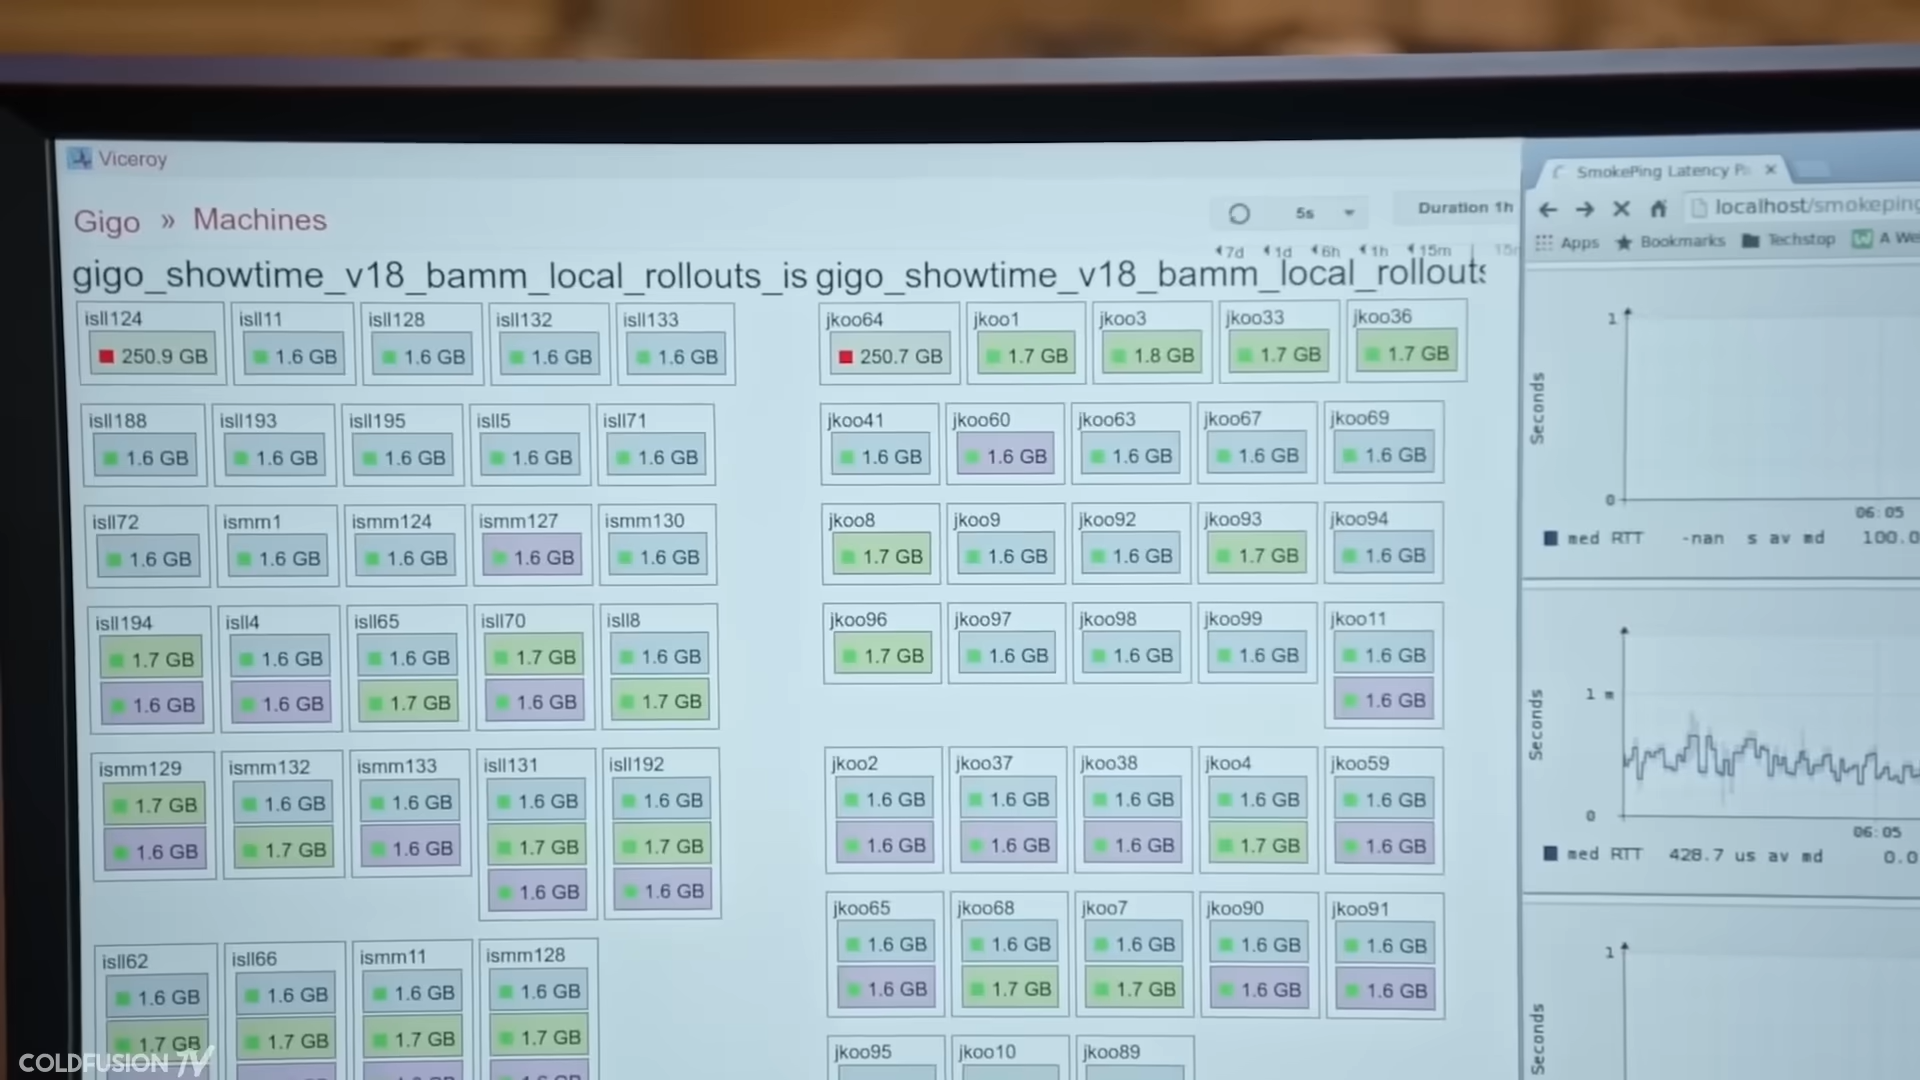 Viceroy
Gigo » Machines
5s
Duration 1h
7d 1d 6h 1h 15m
gigo_showtime_v18_bamm_local_rollouts_is
isll124 isll11 isll128 isll132 isll133
250.9 GB 1.6 GB 1.6 GB 1.6 GB 1.6 GB
isll188 isll193 isll195 isll5 isll71
1.6 GB 1.6 GB 1.6 GB 1.6 GB 1.6 GB
isll72 ismm1 ismm124 ismm127 ismm130
1.6 GB 1.6 GB 1.6 GB 1.6 GB 1.6 GB
isll194 isll4 isll65 isll70 isll8
1.7 GB 1.6 GB 1.6 GB 1.7 GB 1.6 GB
1.6 GB 1.6 GB 1.7 GB 1.6 GB 1.7 GB
ismm129 ismm132 ismm133 isll131 isll192
1.7 GB 1.6 GB 1.6 GB 1.6 GB 1.6 GB
1.6 GB 1.7 GB 1.6 GB 1.7 GB 1.7 GB
1.6 GB 1.6 GB
isll62 isll66 ismm11 ismm128
1.6 GB 1.6 GB 1.6 GB 1.6 GB
1.7 GB 1.7 GB 1.7 GB 1.7 GB
gigo_showtime_v18_bamm_local_rollouts
jkoo64 jkoo1 jkoo3 jkoo33 jkoo36
250.7 GB 1.7 GB 1.8 GB 1.7 GB 1.7 GB
jkoo41 jkoo60 jkoo63 jkoo67 jkoo69
1.6 GB 1.6 GB 1.6 GB 1.6 GB 1.6 GB
jkoo8 jkoo9 jkoo92 jkoo93 jkoo94
1.7 GB 1.6 GB 1.6 GB 1.7 GB 1.6 GB
jkoo96 jkoo97 jkoo98 jkoo99 jkoo11
1.7 GB 1.6 GB 1.6 GB 1.6 GB 1.6 GB
1.6 GB
jkoo2 jkoo37 jkoo38 jkoo4 jkoo59
1.6 GB 1.6 GB 1.6 GB 1.6 GB 1.6 GB
1.6 GB 1.6 GB 1.6 GB 1.7 GB 1.6 GB
jkoo65 jkoo68 jkoo7 jkoo90 jkoo91
1.6 GB 1.6 GB 1.6 GB 1.6 GB 1.6 GB
1.6 GB 1.7 GB 1.7 GB 1.6 GB 1.6 GB
jkoo95 jkoo10 jkoo89
SmokePing Latency
localhost/smokeping
Apps Bookmarks Techstop A We
Seconds
1
0
06:05
med RTT -nan s av md 100.0
Seconds
1 m
0
06:05
med RTT 428.7 us av md 0.0
Seconds
1
COLDFUSION TV